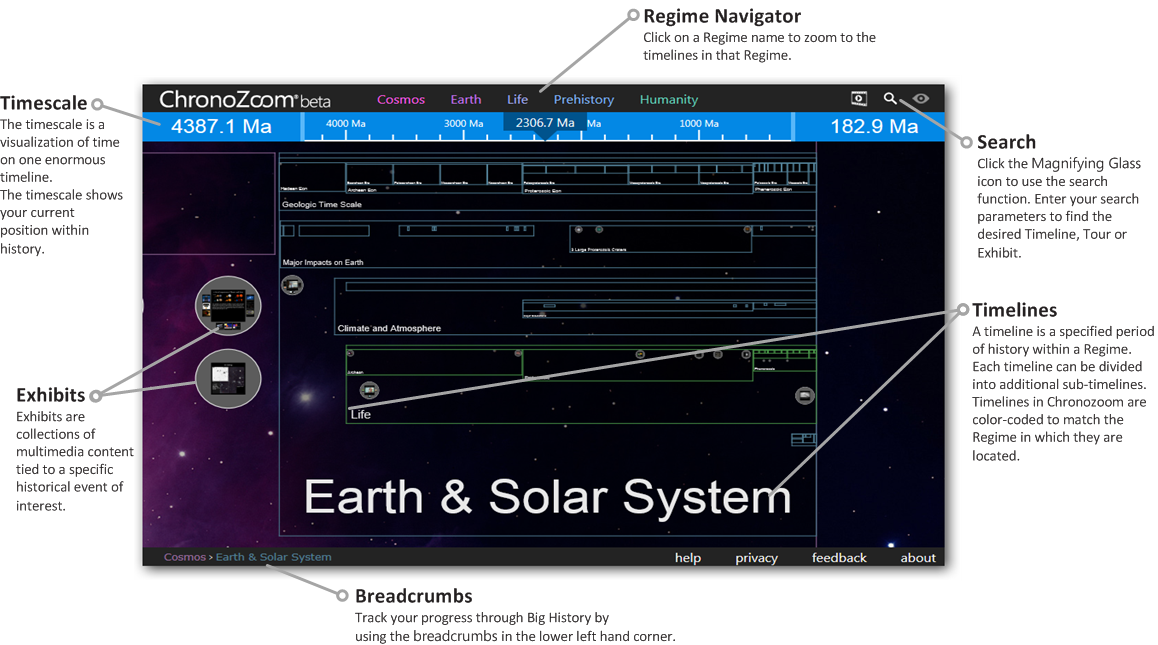 Regime Navigator
Click on a Regime name to zoom to the
timelines in that Regime.
Timescale
The timescale is a
visualization of time
on one enormous
timeline.
The timescale shows
your current
position within
history.
ChronoZoom® beta
Cosmos
Earth
Life
Prehistory
Humanity
4387.1 Ma
4000 Ma
3000 Ma
2306.7 Ma
Ma
1000 Ma
182.9 Ma
Search
Click the Magnifying Glass
icon to use the search
function. Enter your search
parameters to find the
desired Timeline, Tour or
Exhibit.
Hadean Eon
Archean Eon
Proterozoic Eon
Phanerozoic Eon
Geologic Time Scale
2 Large Proterozoic Craters
Major Impacts on Earth
Climate and Atmosphere
Archean
Life
Timelines
A timeline is a specified period
of history within a Regime.
Each timeline can be divided
into additional sub-timelines.
Timelines in Chronozoom are
color-coded to match the
Regime in which they are
located.
Exhibits
Exhibits are
collections of
multimedia content
tied to a specific
historical event of
interest.
Earth & Solar System
Cosmos > Earth & Solar System
help
privacy
feedback
about
Breadcrumbs
Track your progress through Big History by
using the breadcrumbs in the lower left hand corner.